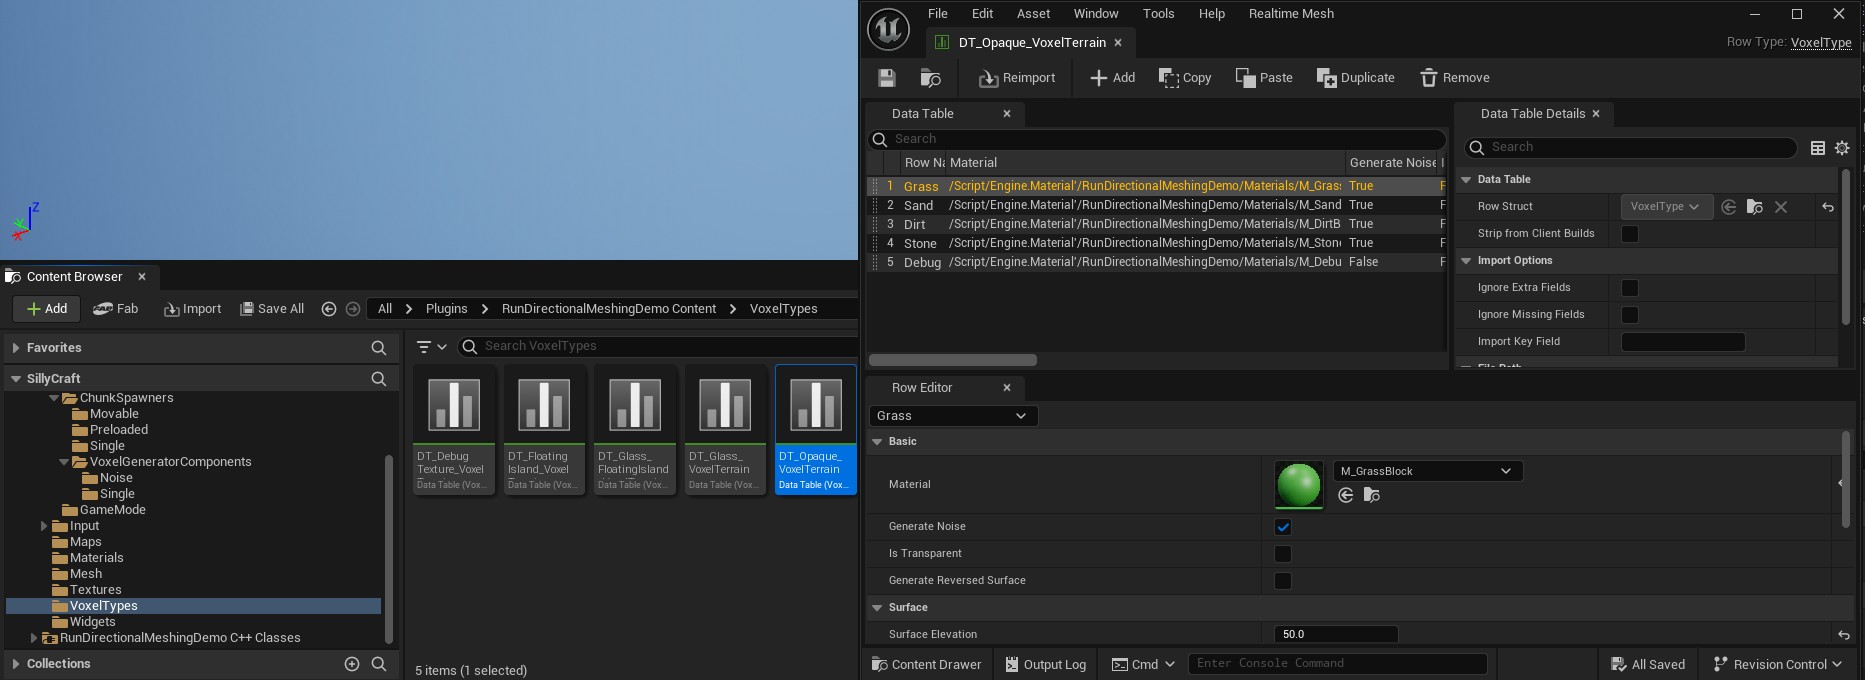 Z
Content Browser
Add Fab Import Save All All Plugins RunDirectionalMeshingDemo Content VoxelTypes
Favorites
Search VoxelTypes
SillyCraft
ChunkSpawners
Movable
Preloaded
Single
VoxelGeneratorComponents
Noise
Single
GameMode
Input
Maps
Materials
Mesh
Textures
VoxelTypes
Widgets
RunDirectionalMeshingDemo C++ Classes
Collections
DT_Debug
Texture_Voxel
Data Table (Vox...
DT_Floating
Island_Voxel
Data Table (Vox...
DT_Glass_
FloatingIsland
Data Table (Vox...
DT_Glass_
VoxelTerrain
Data Table (Vox...
DT_Opaque_
VoxelTerrain
Data Table (Vox...
5 items (1 selected)
File Edit Asset Window Tools Help Realtime Mesh
DT_Opaque_VoxelTerrain
Row Type: VoxelType
Reimport Add Copy Paste Duplicate Remove
Data Table
Search
Row Na Material Generate Noise I
1 Grass /Script/Engine.Material'/RunDirectionalMeshingDemo/Materials/M_Grass True F
2 Sand /Script/Engine.Material'/RunDirectionalMeshingDemo/Materials/M_Sand True F
3 Dirt /Script/Engine.Material'/RunDirectionalMeshingDemo/Materials/M_DirtB True F
4 Stone /Script/Engine.Material'/RunDirectionalMeshingDemo/Materials/M_Stone True F
5 Debug /Script/Engine.Material'/RunDirectionalMeshingDemo/Materials/M_Debu False F
Data Table Details
Search
Data Table
Row Struct VoxelType
Strip from Client Builds
Import Options
Ignore Extra Fields
Ignore Missing Fields
Import Key Field
File Path
Row Editor
Grass
Basic
Material M_GrassBlock
Generate Noise
Is Transparent
Generate Reversed Surface
Surface
Surface Elevation 50.0
Content Drawer Output Log Cmd Enter Console Command All Saved Revision Control